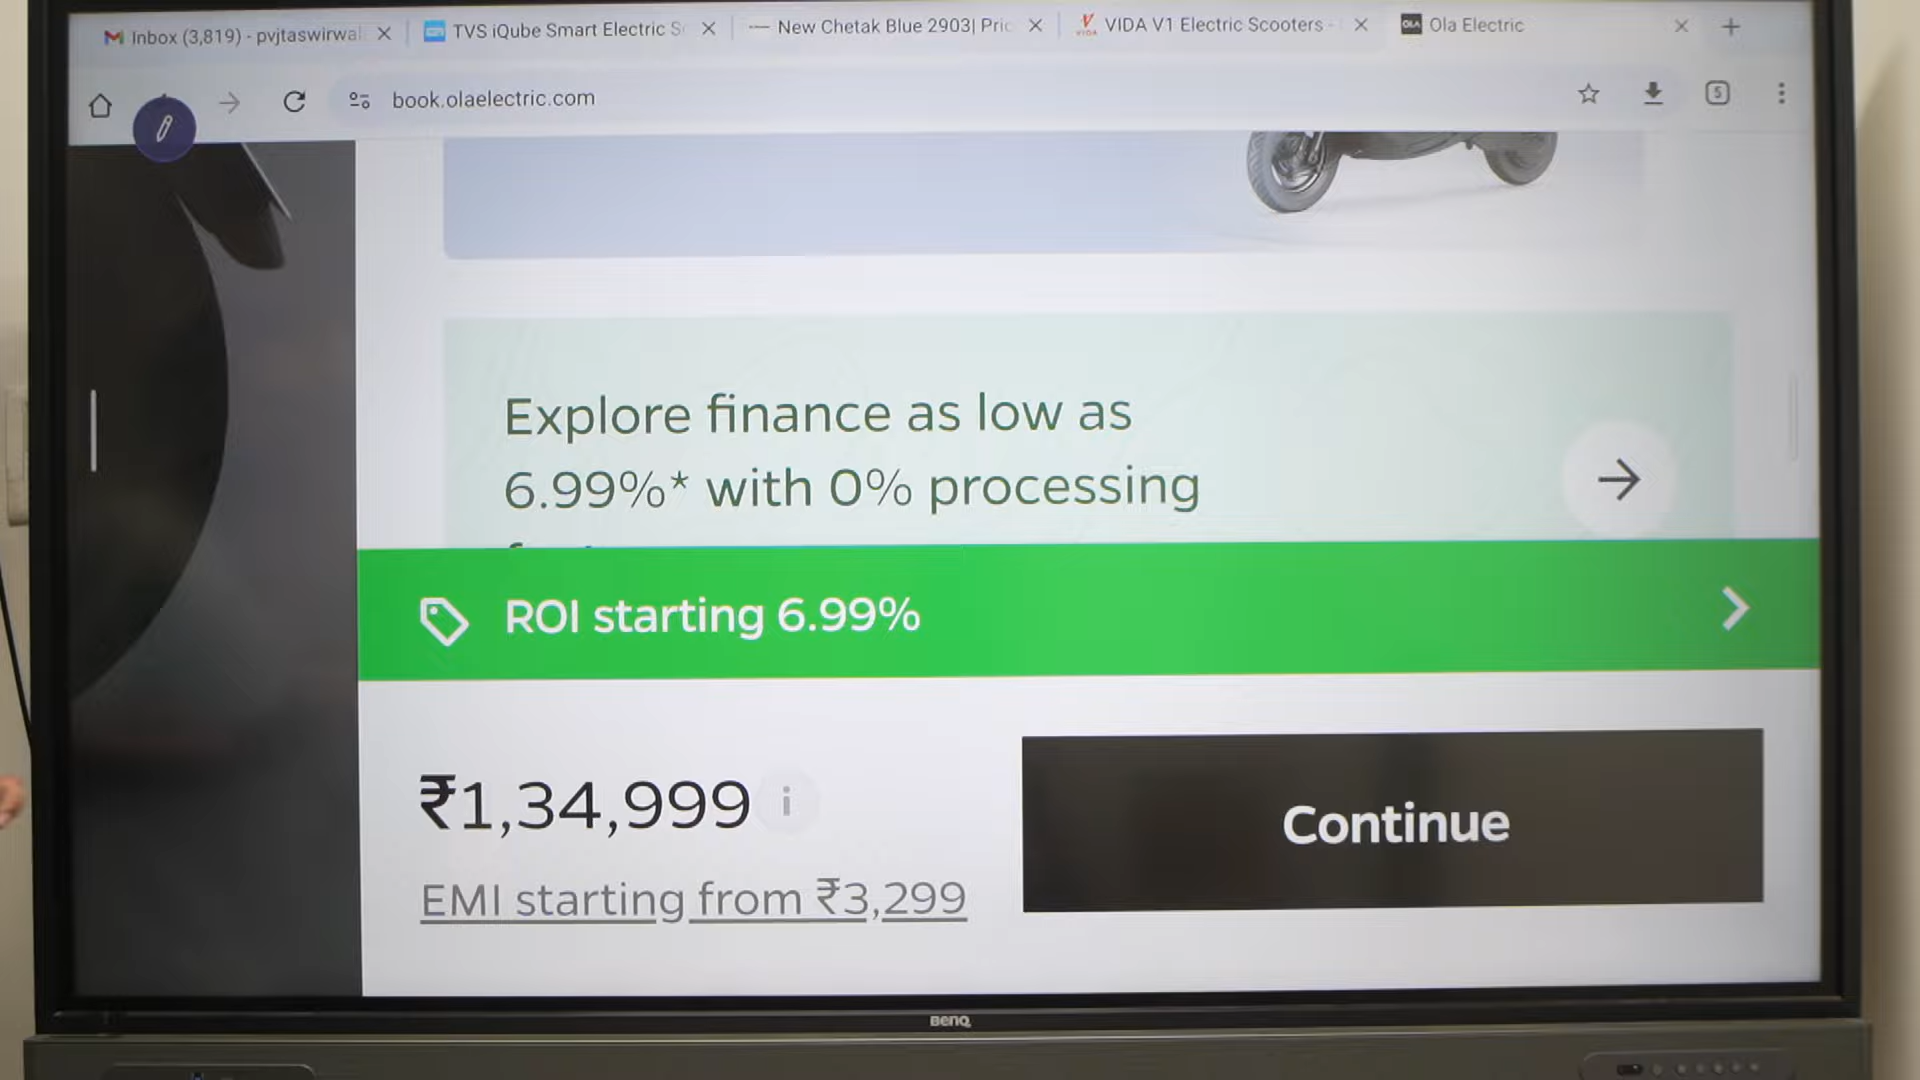 Inbox (3,819) - pvjtaswirwal
TVS iQube Smart Electric S
New Chetak Blue 2903| Pric
VIDA V1 Electric Scooters -
OLA Ola Electric
book.olaelectric.com
5
Explore finance as low as
6.99%* with 0% processing
ROI starting 6.99%
₹1,34,999 i
Continue
EMI starting from ₹3,299
BenQ